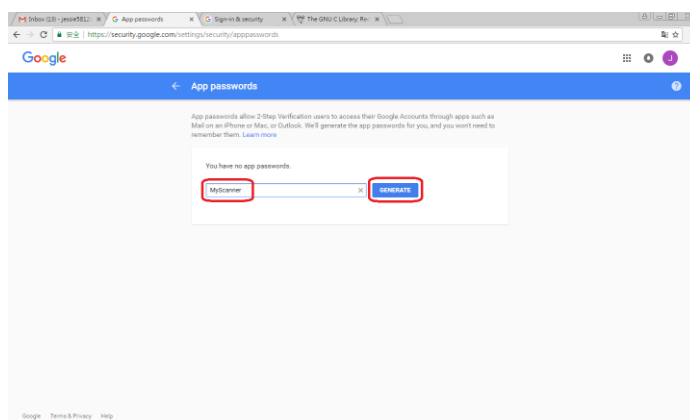 Inbox (13) - jessie5812
App passwords
Sign-in & security
The GNU C Library: Re
安全 | https://security.google.com/settings/security/apppasswords
Google
J
App passwords
App passwords allow 2-Step Verification users to access their Google Accounts through apps such as
Mail on an iPhone or Mac, or Outlook. We'll generate the app passwords for you, and you won't need to
remember them. Learn more
You have no app passwords.
MyScanner
GENERATE
Google Terms & Privacy Help